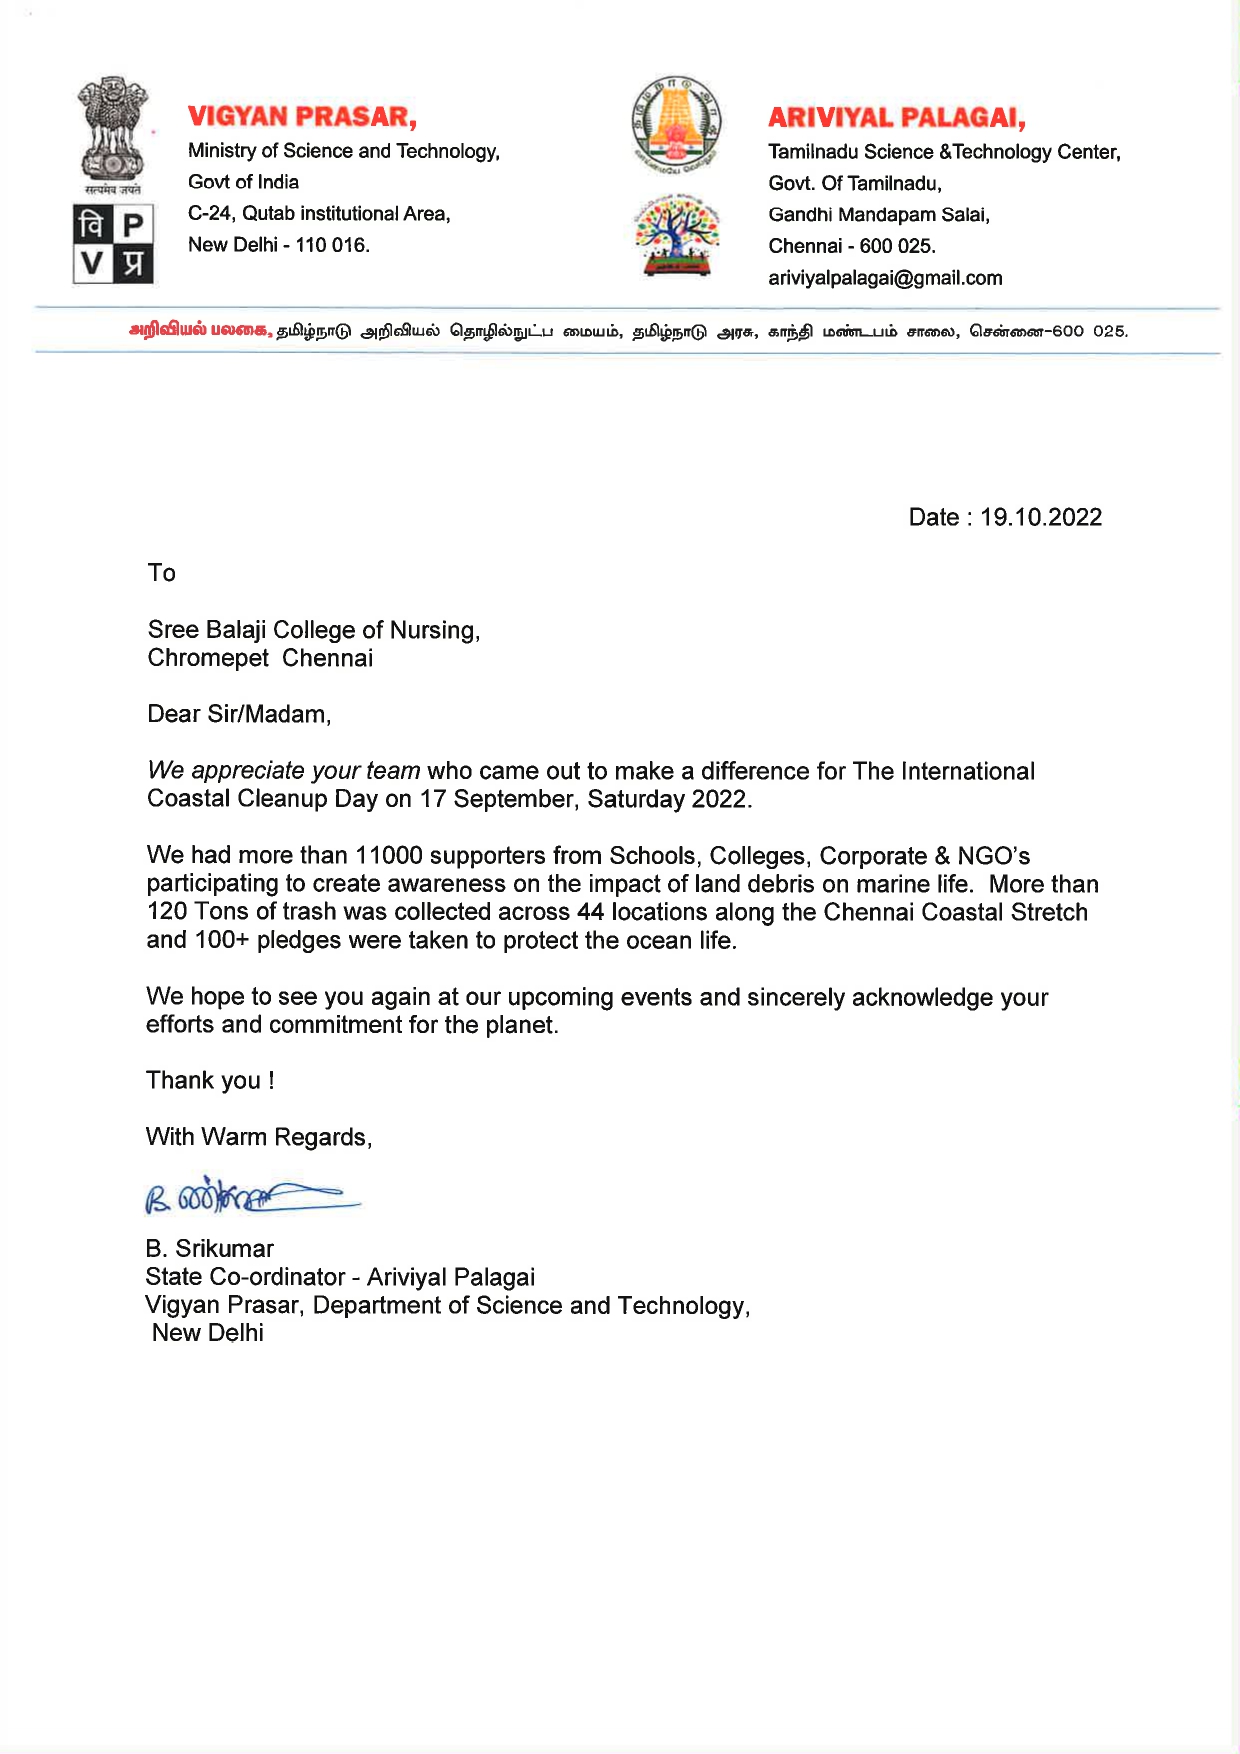 सत्यमेव जयते
वि P
V प्र
VIGYAN PRASAR,
Ministry of Science and Technology,
Govt of India
C-24, Qutab institutional Area,
New Delhi - 110 016.
ARIVIYAL PALAGAI,
Tamilnadu Science &Technology Center,
Govt. Of Tamilnadu,
Gandhi Mandapam Salai,
Chennai - 600 025.
ariviyalpalagai@gmail.com
அறிவியல் பலகை, தமிழ்நாடு அறிவியல் தொழில்நுட்ப மையம், தமிழ்நாடு அரசு, காந்தி மண்டபம் சாலை, சென்னை-600 025.
Date : 19.10.2022
To
Sree Balaji College of Nursing,
Chromepet Chennai
Dear Sir/Madam,
We appreciate your team who came out to make a difference for The International
Coastal Cleanup Day on 17 September, Saturday 2022.
We had more than 11000 supporters from Schools, Colleges, Corporate & NGO's
participating to create awareness on the impact of land debris on marine life. More than
120 Tons of trash was collected across 44 locations along the Chennai Coastal Stretch
and 100+ pledges were taken to protect the ocean life.
We hope to see you again at our upcoming events and sincerely acknowledge your
efforts and commitment for the planet.
Thank you !
With Warm Regards,
B. Srikumar
State Co-ordinator - Ariviyal Palagai
Vigyan Prasar, Department of Science and Technology,
New Delhi